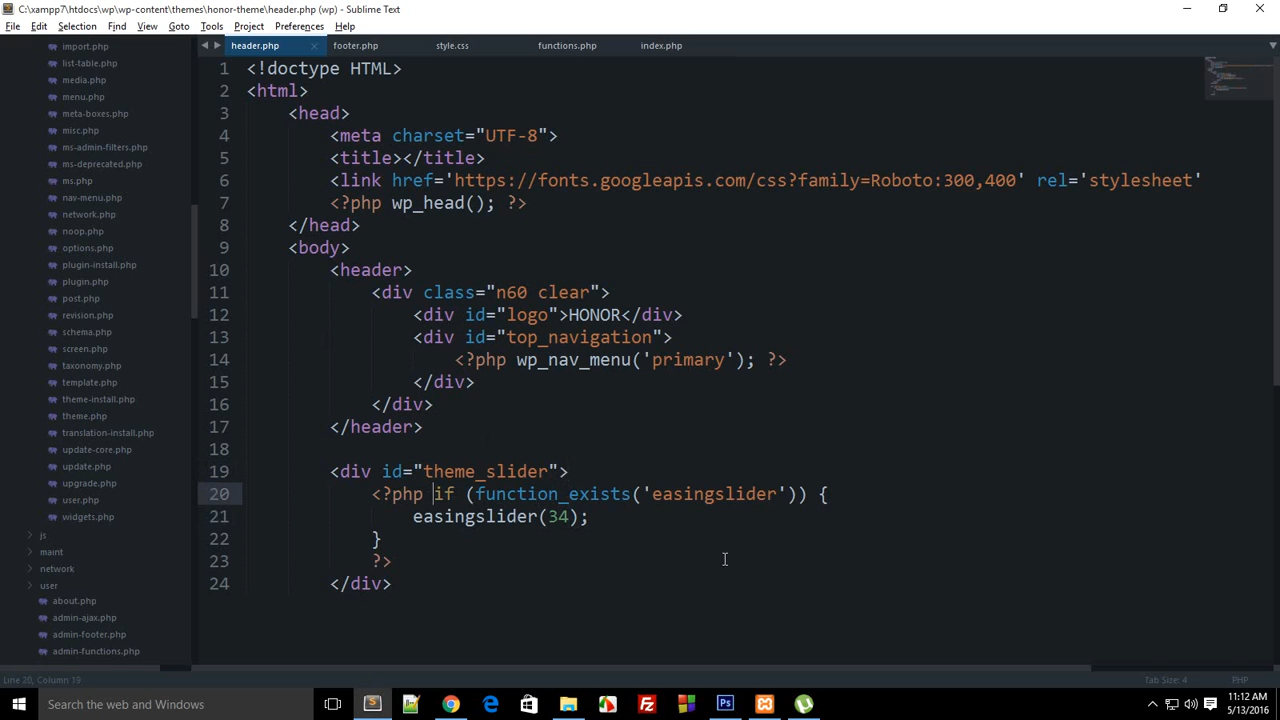 C:\xampp7\htdocs\wp\wp-content\themes\honor-theme\header.php (wp) - Sublime Text
File Edit Selection Find View Goto Tools Project Preferences Help
import.php
list-table.php
media.php
menu.php
meta-boxes.php
misc.php
ms-admin-filters.php
ms-deprecated.php
ms.php
nav-menu.php
network.php
noop.php
options.php
plugin-install.php
plugin.php
post.php
revision.php
schema.php
screen.php
taxonomy.php
template.php
theme-install.php
theme.php
translation-install.php
update-core.php
update.php
upgrade.php
user.php
widgets.php
js
maint
network
user
about.php
admin-ajax.php
admin-footer.php
admin-functions.php
header.php footer.php style.css functions.php index.php
1 <!doctype HTML>
2 <html>
3 <head>
4 <meta charset="UTF-8">
5 <title></title>
6 <link href='https://fonts.googleapis.com/css?family=Roboto:300,400' rel='stylesheet'
7 <?php wp_head(); ?>
8 </head>
9 <body>
10 <header>
11 <div class="n60 clear">
12 <div id="logo">HONOR</div>
13 <div id="top_navigation">
14 <?php wp_nav_menu('primary'); ?>
15 </div>
16 </div>
17 </header>
18
19 <div id="theme_slider">
20 <?php if (function_exists('easingslider')) {
21 easingslider(34);
22 }
23 ?>
24 </div>
Line 20, Column 19 Tab Size: 4 PHP
Search the web and Windows
11:12 AM
5/13/2016